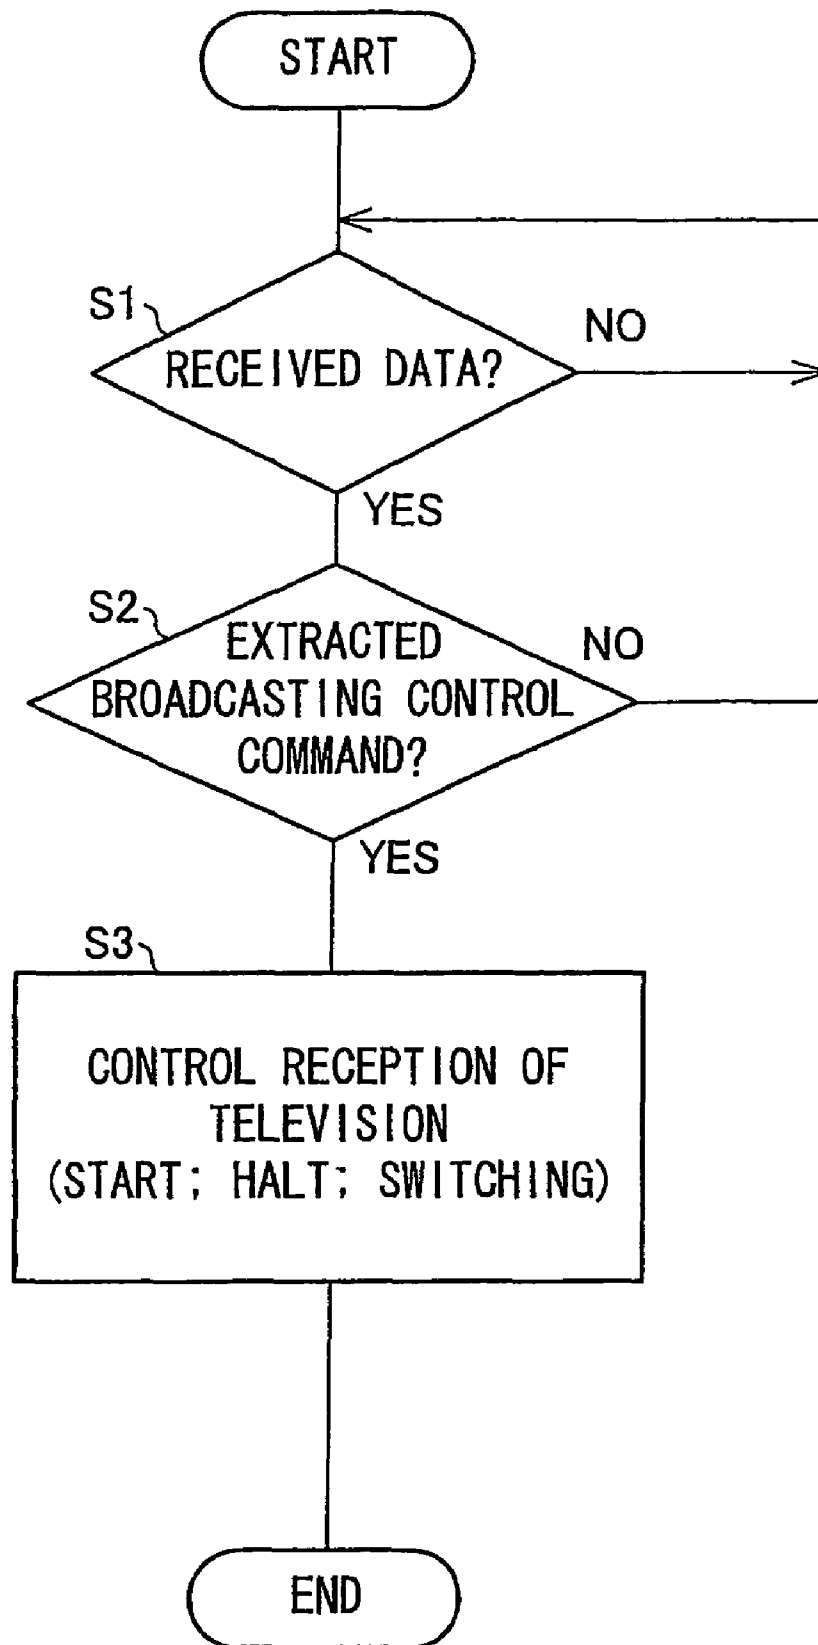 START
S1
RECEIVED DATA?
NO
YES
S2
EXTRACTED
BROADCASTING CONTROL
COMMAND?
NO
YES
S3
CONTROL RECEPTION OF
TELEVISION
(START; HALT; SWITCHING)
END